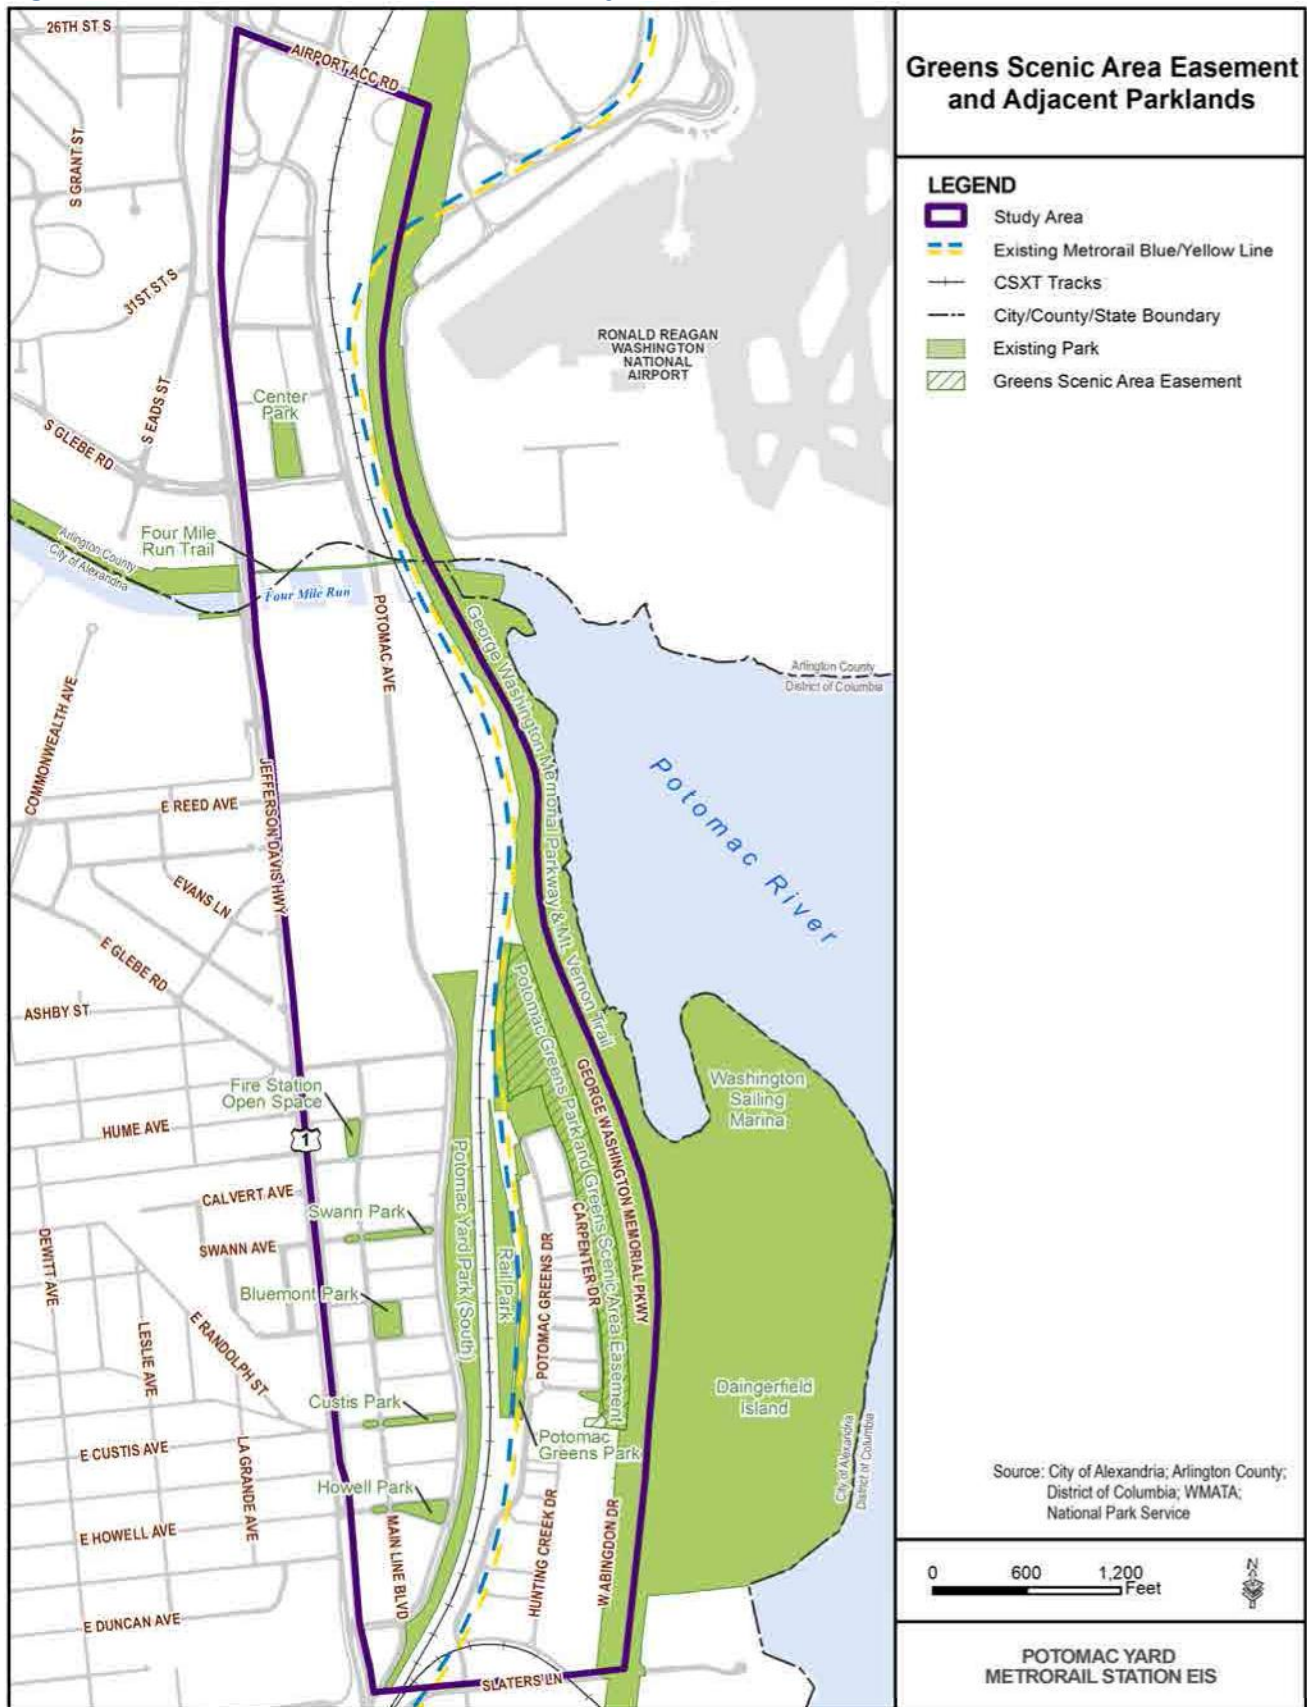 26TH ST S
AIRPORT ACC RD
S GRANT ST
31ST ST S
S EADS ST
S GLEBE RD
Center
Park
RONALD REAGAN
WASHINGTON
NATIONAL
AIRPORT
Arlington County
City of Alexandria
Four Mile
Run Trail
Four Mile Run
POTOMAC AVE
George Washington Memorial Parkway & Mt. Vernon Trail
Arlington County
District of Columbia
COMMONWEALTH AVE
JEFFERSON DAVIS HWY
E REED AVE
EVANS LN
E GLEBE RD
ASHBY ST
Potomac River
Potomac Greens Park and Greens Scenic Area Easement
GEORGE WASHINGTON MEMORIAL PKWY
Washington
Sailing
Marina
Fire Station
Open Space
HUME AVE
1
CALVERT AVE
Swann Park
SWANN AVE
Potomac Yard Park (South)
Rail Park
POTOMAC GREENS DR
CARPENTER DR
DEWITT AVE
Bluemont Park
LESLIE AVE
E RANDOLPH ST
Daingerfield
Island
Custis Park
E CUSTIS AVE
LA GRANDE AVE
Potomac
Greens Park
Howell Park
City of Alexandria
District of Columbia
E HOWELL AVE
MAIN LINE BLVD
HUNTING CREEK DR
W ABINGDON DR
E DUNCAN AVE
SLATERS LN
Greens Scenic Area Easement
and Adjacent Parklands
LEGEND
Study Area
Existing Metrorail Blue/Yellow Line
CSXT Tracks
City/County/State Boundary
Existing Park
Greens Scenic Area Easement
Source: City of Alexandria; Arlington County;
District of Columbia; WMATA;
National Park Service
0 600 1,200
Feet
N
POTOMAC YARD
METRORAIL STATION EIS